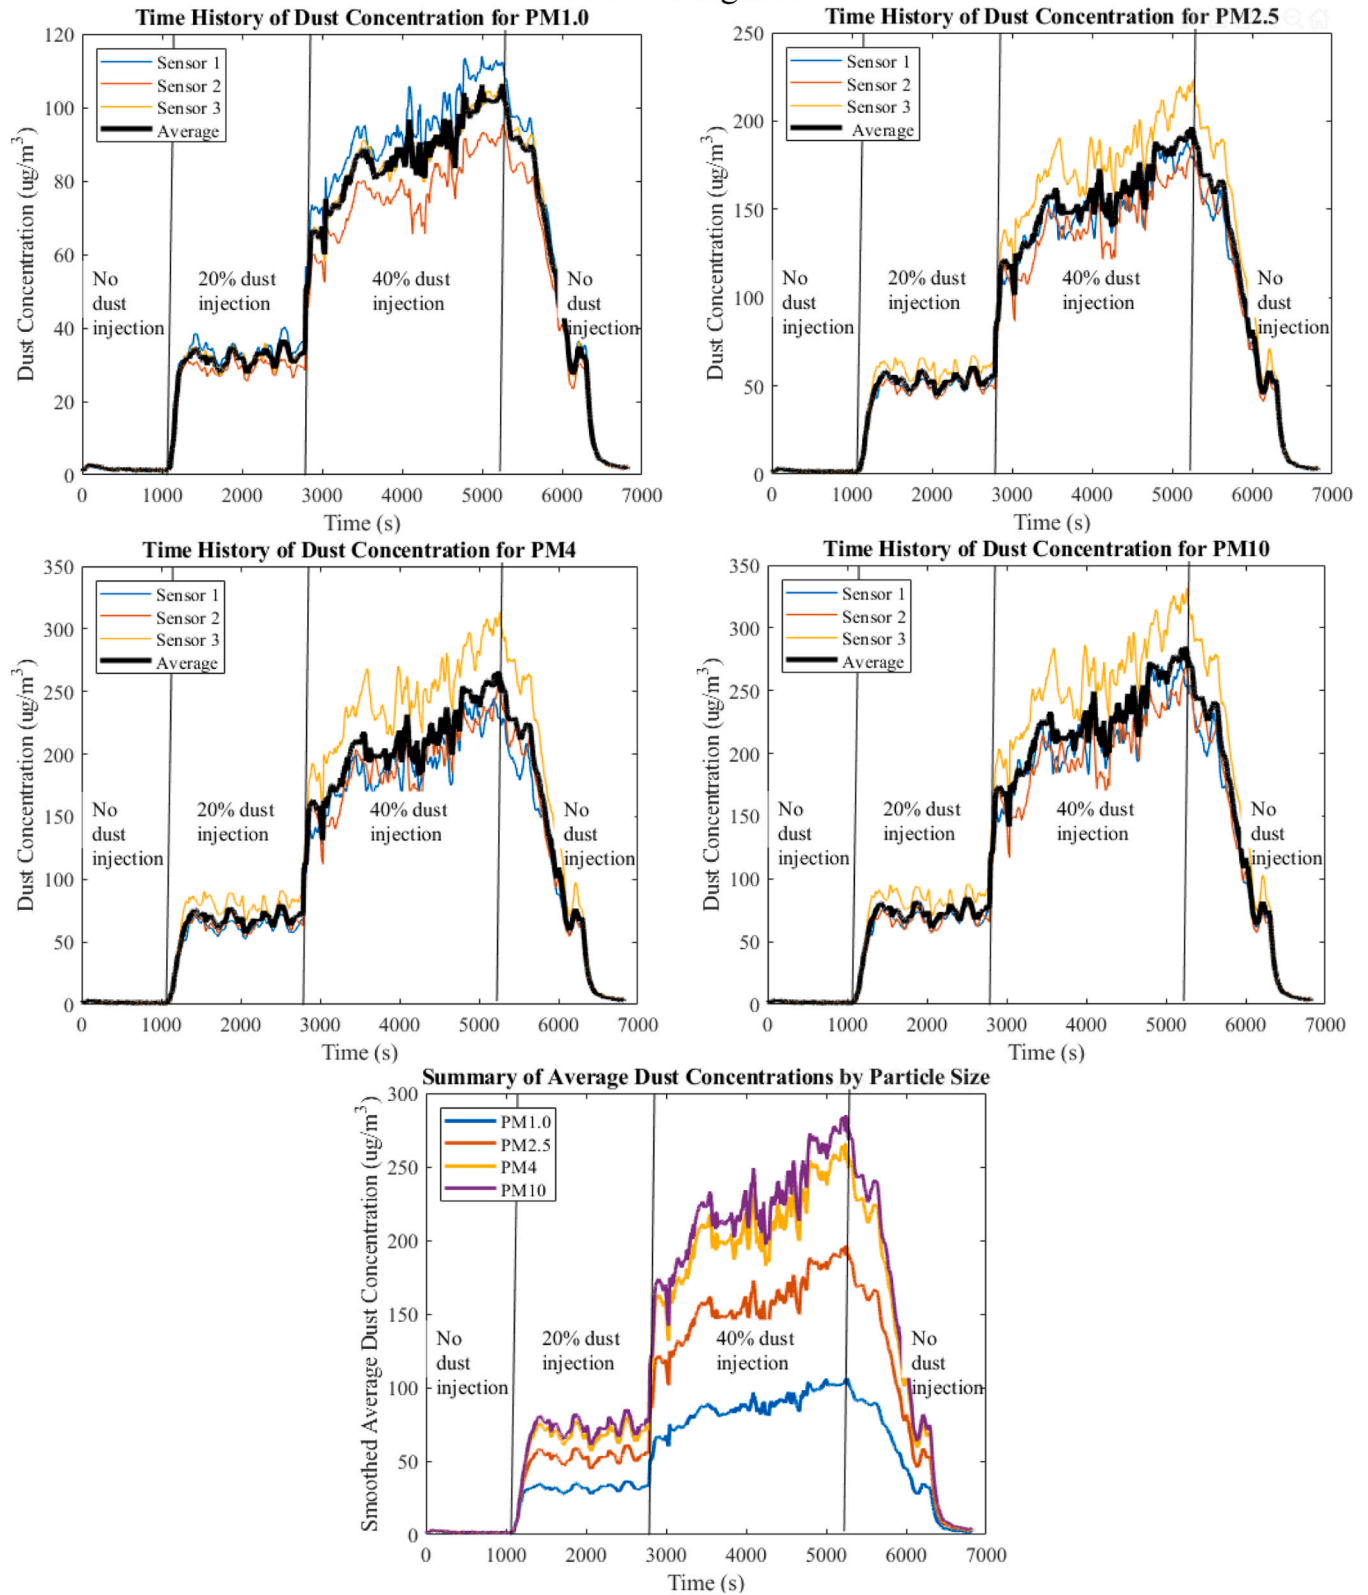 Time History of Dust Concentration for PM1.0
120
100
80
60
40
20
0
Dust Concentration (ug/m3)
Sensor 1
Sensor 2
Sensor 3
Average
No
dust
injection
20% dust
injection
40% dust
injection
No
dust
injection
0 1000 2000 3000 4000 5000 6000 7000
Time (s)
Time History of Dust Concentration for PM2.5
250
200
150
100
50
0
Dust Concentration (ug/m3)
Sensor 1
Sensor 2
Sensor 3
Average
No
dust
injection
20% dust
injection
40% dust
injection
No
dust
injection
0 1000 2000 3000 4000 5000 6000 7000
Time (s)
Time History of Dust Concentration for PM4
350
300
250
200
150
100
50
0
Dust Concentration (ug/m3)
Sensor 1
Sensor 2
Sensor 3
Average
No
dust
injection
20% dust
injection
40% dust
injection
No
dust
injection
0 1000 2000 3000 4000 5000 6000 7000
Time (s)
Time History of Dust Concentration for PM10
350
300
250
200
150
100
50
0
Dust Concentration (ug/m3)
Sensor 1
Sensor 2
Sensor 3
Average
No
dust
injection
20% dust
injection
40% dust
injection
No
dust
injection
0 1000 2000 3000 4000 5000 6000 7000
Time (s)
Summary of Average Dust Concentrations by Particle Size
300
250
200
150
100
50
0
Smoothed Average Dust Concentration (ug/m3)
PM1.0
PM2.5
PM4
PM10
No
dust
injection
20% dust
injection
40% dust
injection
No
dust
injection
0 1000 2000 3000 4000 5000 6000 7000
Time (s)